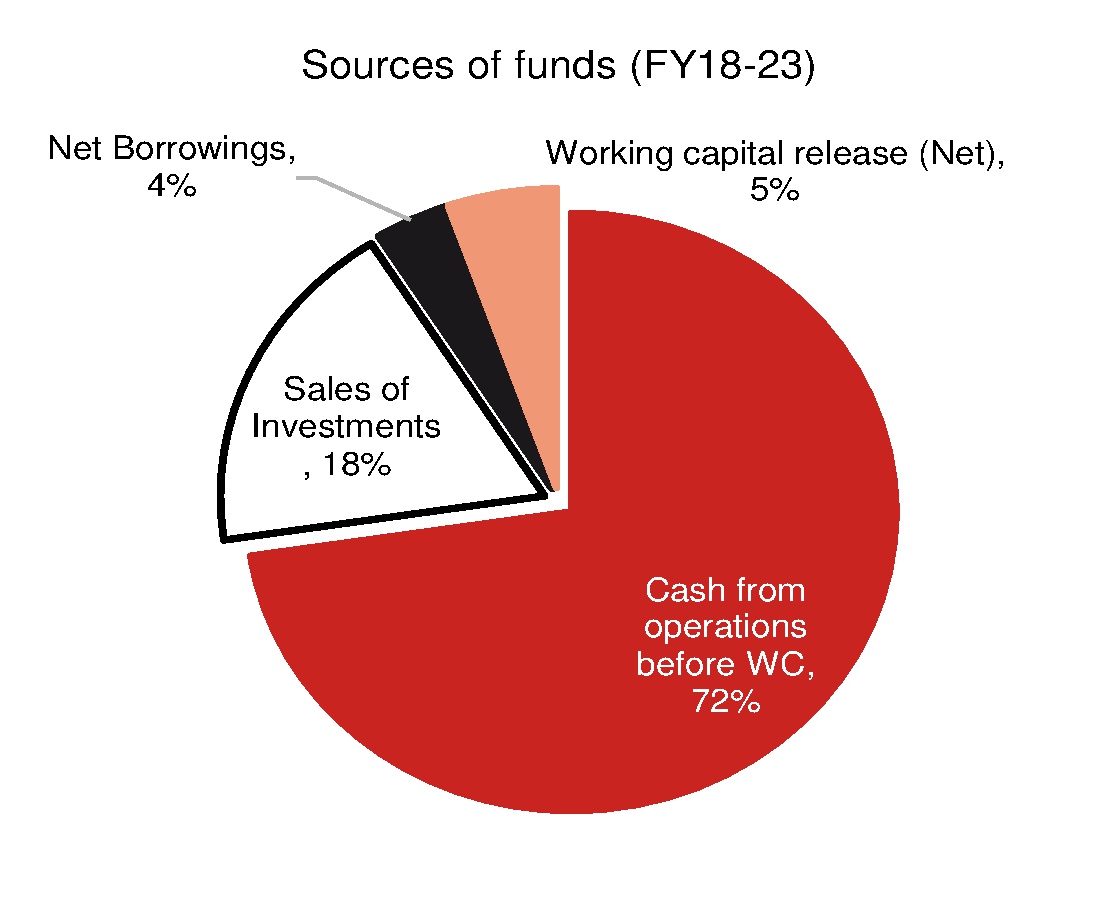 Sources of funds (FY18-23)
Net Borrowings,
4%
Working capital release (Net),
5%
Sales of
Investments
, 18%
Cash from
operations
before WC,
72%